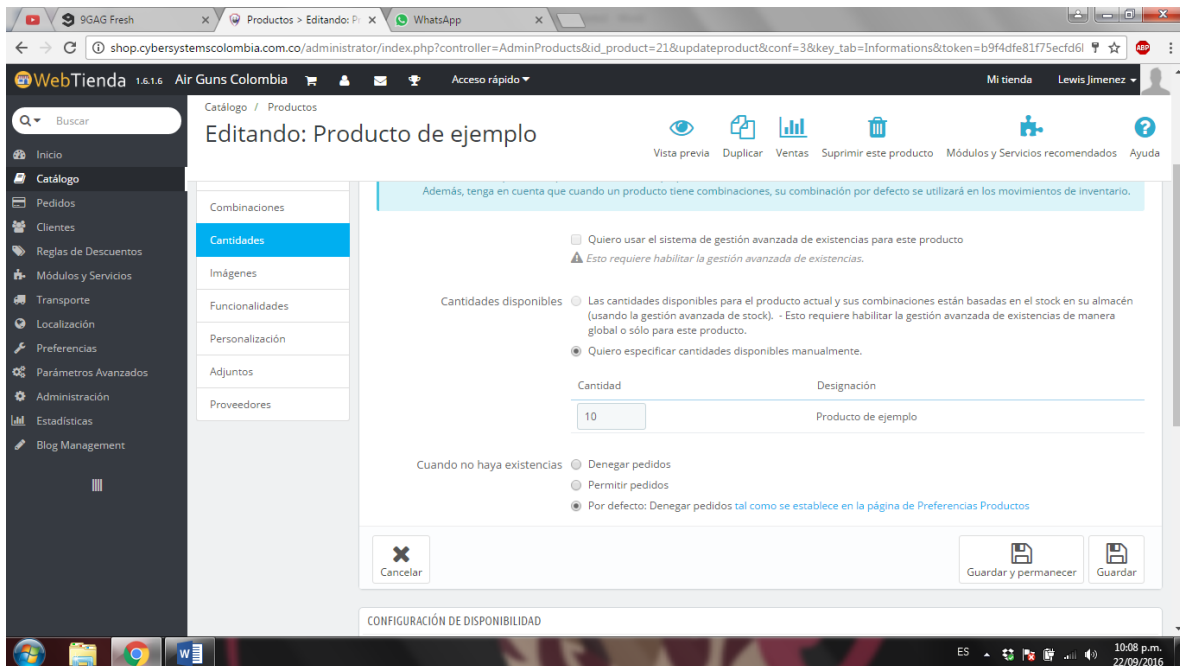 9GAG Fresh
Productos > Editando: Pr
WhatsApp
shop.cybersystemscolombia.com.co/administrator/index.php?controller=AdminProducts&id_product=21&updateproduct&conf=3&key_tab=Informations&token=b9f4dfe81f75ecfd6l
ABP
WebTienda 1.6.1.6 Air Guns Colombia Acceso rápido Mi tienda Lewis Jimenez
Buscar
Inicio
Catálogo
Pedidos
Clientes
Reglas de Descuentos
Módulos y Servicios
Transporte
Localización
Preferencias
Parámetros Avanzados
Administración
Estadísticas
Blog Management
Catálogo / Productos
Editando: Producto de ejemplo
Vista previa Duplicar Ventas Suprimir este producto Módulos y Servicios recomendados Ayuda
Combinaciones
Cantidades
Imágenes
Funcionalidades
Personalización
Adjuntos
Proveedores
Además, tenga en cuenta que cuando un producto tiene combinaciones, su combinación por defecto se utilizará en los movimientos de inventario.
Quiero usar el sistema de gestión avanzada de existencias para este producto
Esto requiere habilitar la gestión avanzada de existencias.
Cantidades disponibles Las cantidades disponibles para el producto actual y sus combinaciones están basadas en el stock en su almacén
(usando la gestión avanzada de stock). - Esto requiere habilitar la gestión avanzada de existencias de manera
global o sólo para este producto.
Quiero especificar cantidades disponibles manualmente.
Cantidad Designación
10 Producto de ejemplo
Cuando no haya existencias Denegar pedidos
Permitir pedidos
Por defecto: Denegar pedidos tal como se establece en la página de Preferencias Productos
Cancelar Guardar y permanecer Guardar
CONFIGURACIÓN DE DISPONIBILIDAD
ES 10:08 p.m.
22/09/2016